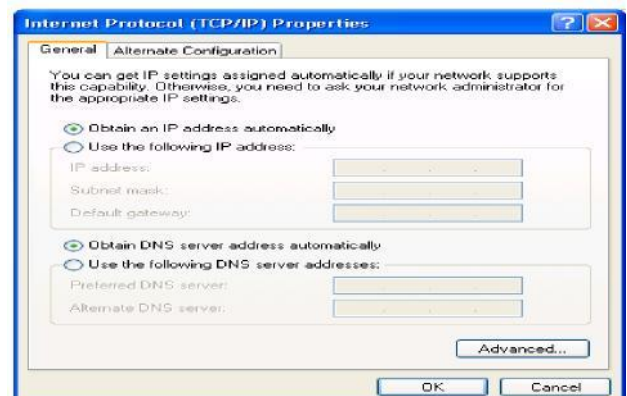 Internet Protocol (TCP/IP) Properties
General
Alternate Configuration
You can get IP settings assigned automatically if your network supports
this capability. Otherwise, you need to ask your network administrator for
the appropriate IP settings.
Obtain an IP address automatically
Use the following IP address:
IP address:
Subnet mask:
Default gateway:
Obtain DNS server address automatically
Use the following DNS server addresses:
Preferred DNS server:
Alternate DNS server:
Advanced...
OK
Cancel